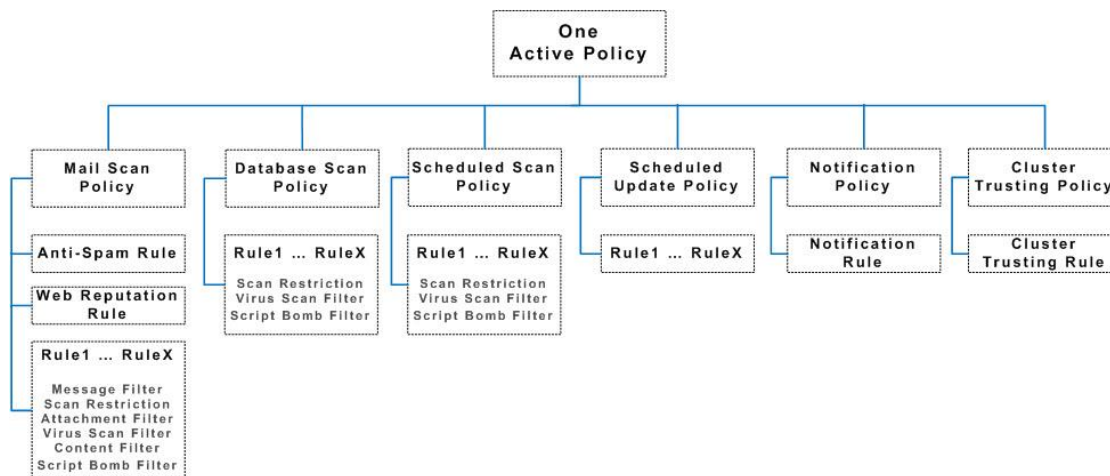 One
Active Policy
Mail Scan
Policy
Database Scan
Policy
Scheduled Scan
Policy
Scheduled
Update Policy
Notification
Policy
Cluster
Trusting Policy
Anti-Spam Rule
Web Reputation
Rule
Rule1 ... RuleX
Message Filter
Scan Restriction
Attachment Filter
Virus Scan Filter
Content Filter
Script Bomb Filter
Rule1 ... RuleX
Scan Restriction
Virus Scan Filter
Script Bomb Filter
Rule1 ... RuleX
Scan Restriction
Virus Scan Filter
Script Bomb Filter
Rule1 ... RuleX
Notification
Rule
Cluster
Trusting Rule